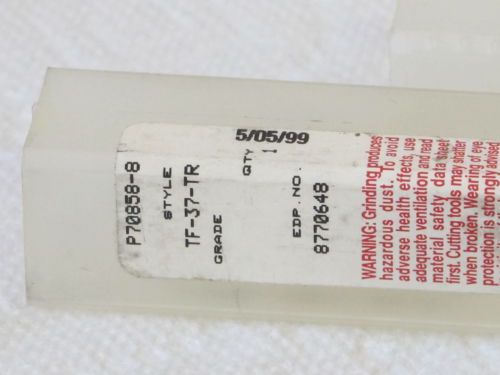 5/05/99
P70858-8
STYLE
TF-37-TR
GRADE
QTY
1
EDP.NO.
8770648
WARNING: Grinding produces
hazardous dust. To avoid
adverse health effects, use
adequate ventilation and read
material safety data sheet
first. Cutting tools may shatter
when broken. Wearing of eye
protection is strongly advised